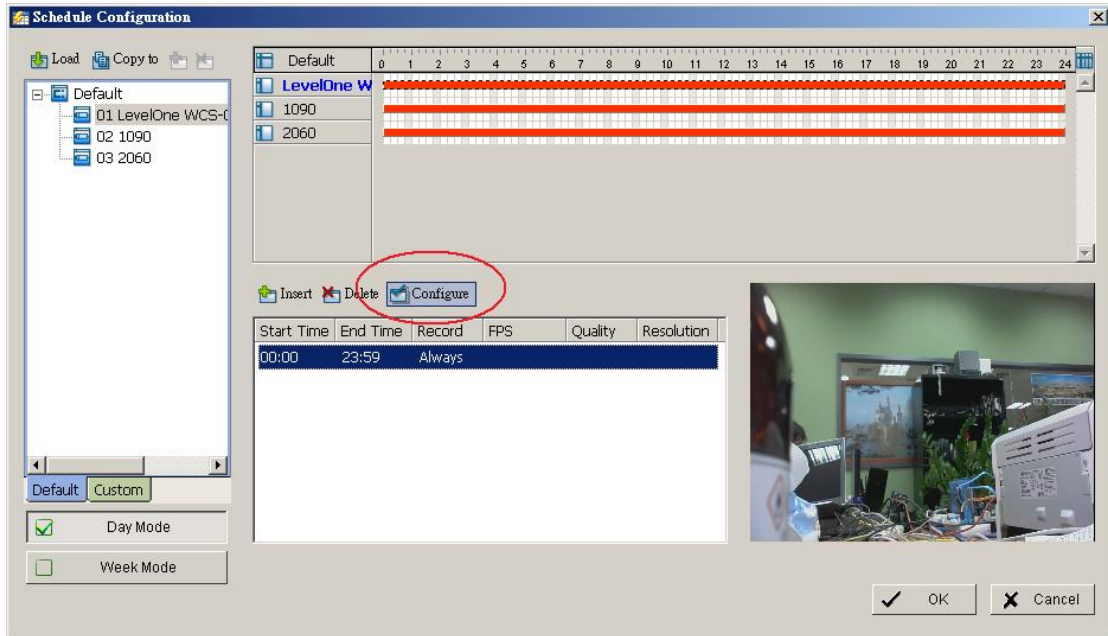 Schedule Configuration
Load Copy to
Default
01 LevelOne WCS-0
02 1090
03 2060
Default Custom
Day Mode
Week Mode
Default 0 1 2 3 4 5 6 7 8 9 10 11 12 13 14 15 16 17 18 19 20 21 22 23 24
LevelOne W
1090
2060
Insert Delete Configure
Start Time End Time Record FPS Quality Resolution
00:00 23:59 Always
OK Cancel